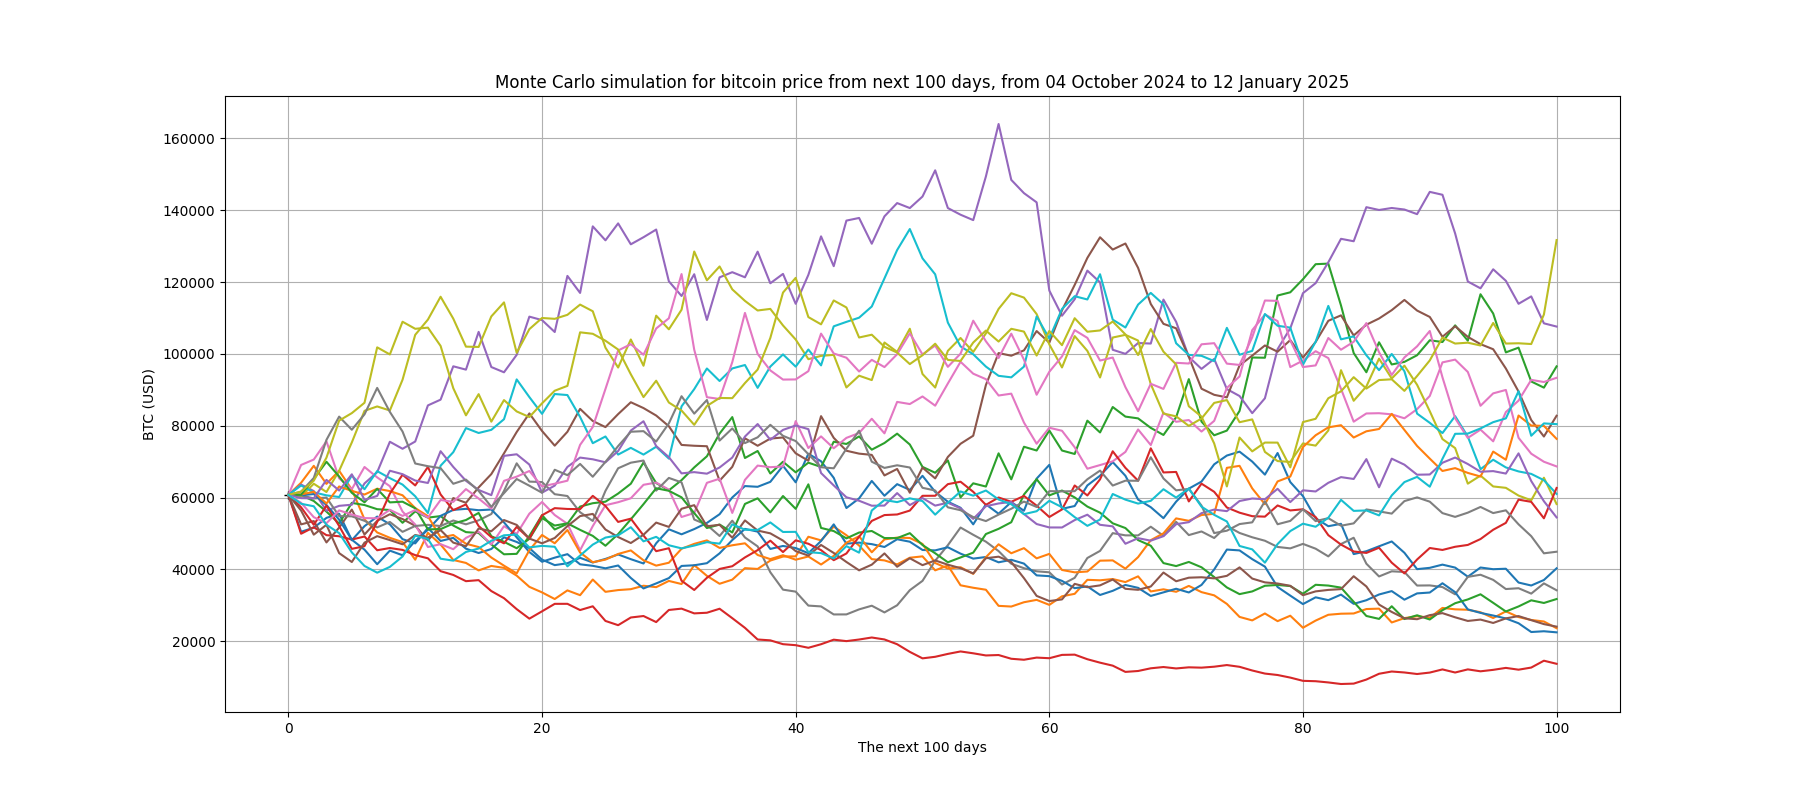 Monte Carlo simulation for bitcoin price from next 100 days, from 04 October 2024 to 12 January 2025
160000
140000
120000
100000
80000
60000
40000
20000
BTC (USD)
0 20 40 60 80 100
The next 100 days